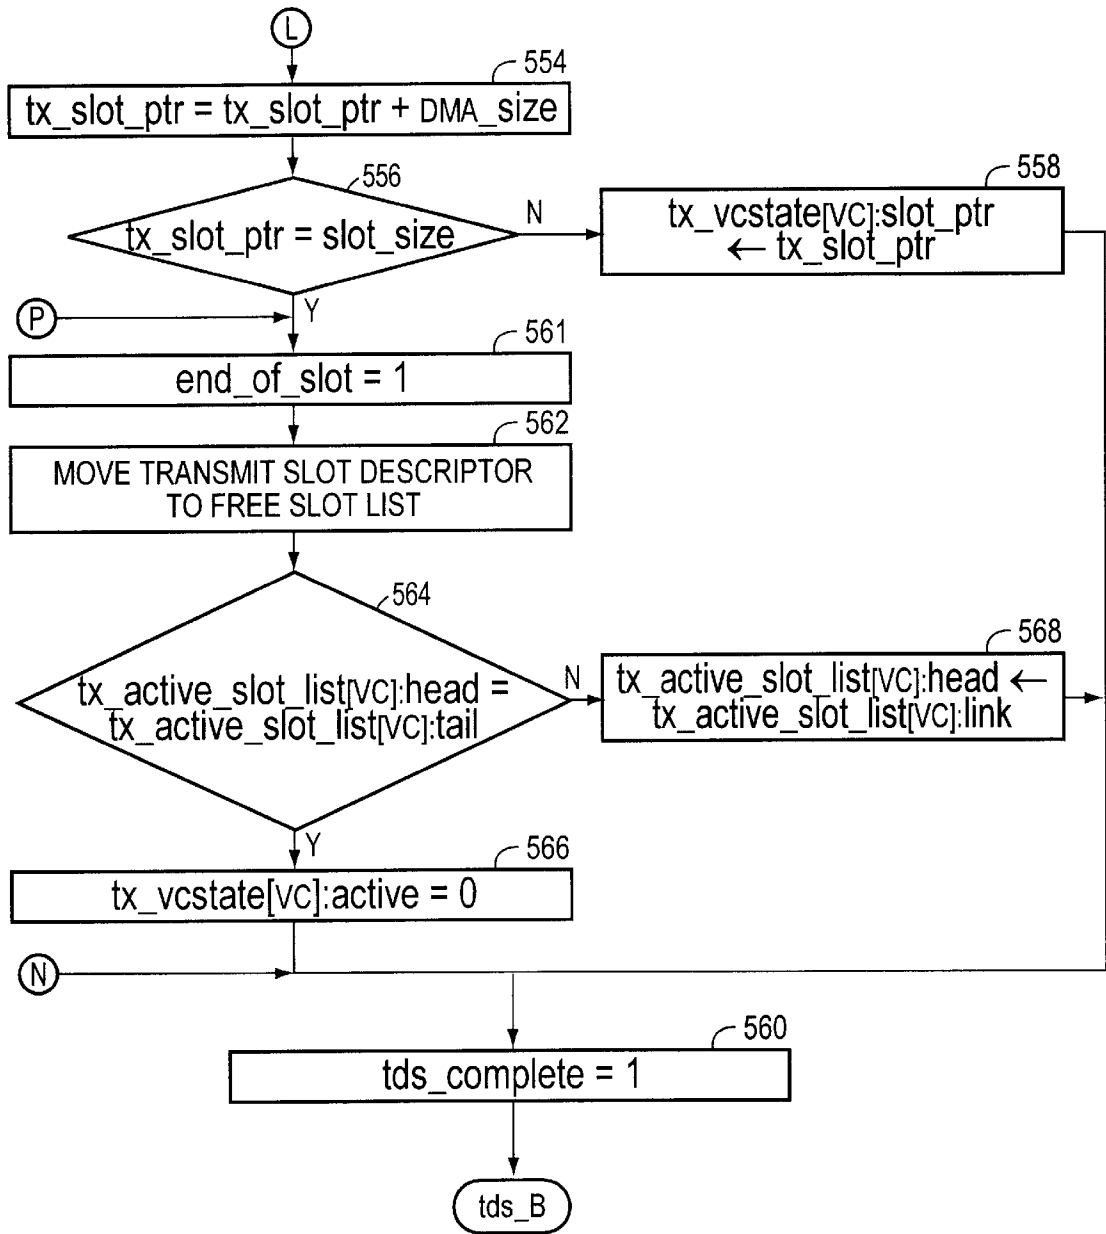 L
554
tx_slot_ptr = tx_slot_ptr + DMA_size
556
tx_slot_ptr = slot_size
N
558
tx_vcstate[VC]:slot_ptr
← tx_slot_ptr
Y
P
561
end_of_slot = 1
562
MOVE TRANSMIT SLOT DESCRIPTOR
TO FREE SLOT LIST
564
tx_active_slot_list[VC]:head =
tx_active_slot_list[VC]:tail
N
568
tx_active_slot_list[VC]:head ←
tx_active_slot_list[VC]:link
Y
566
tx_vcstate[VC]:active = 0
N
560
tds_complete = 1
tds_B